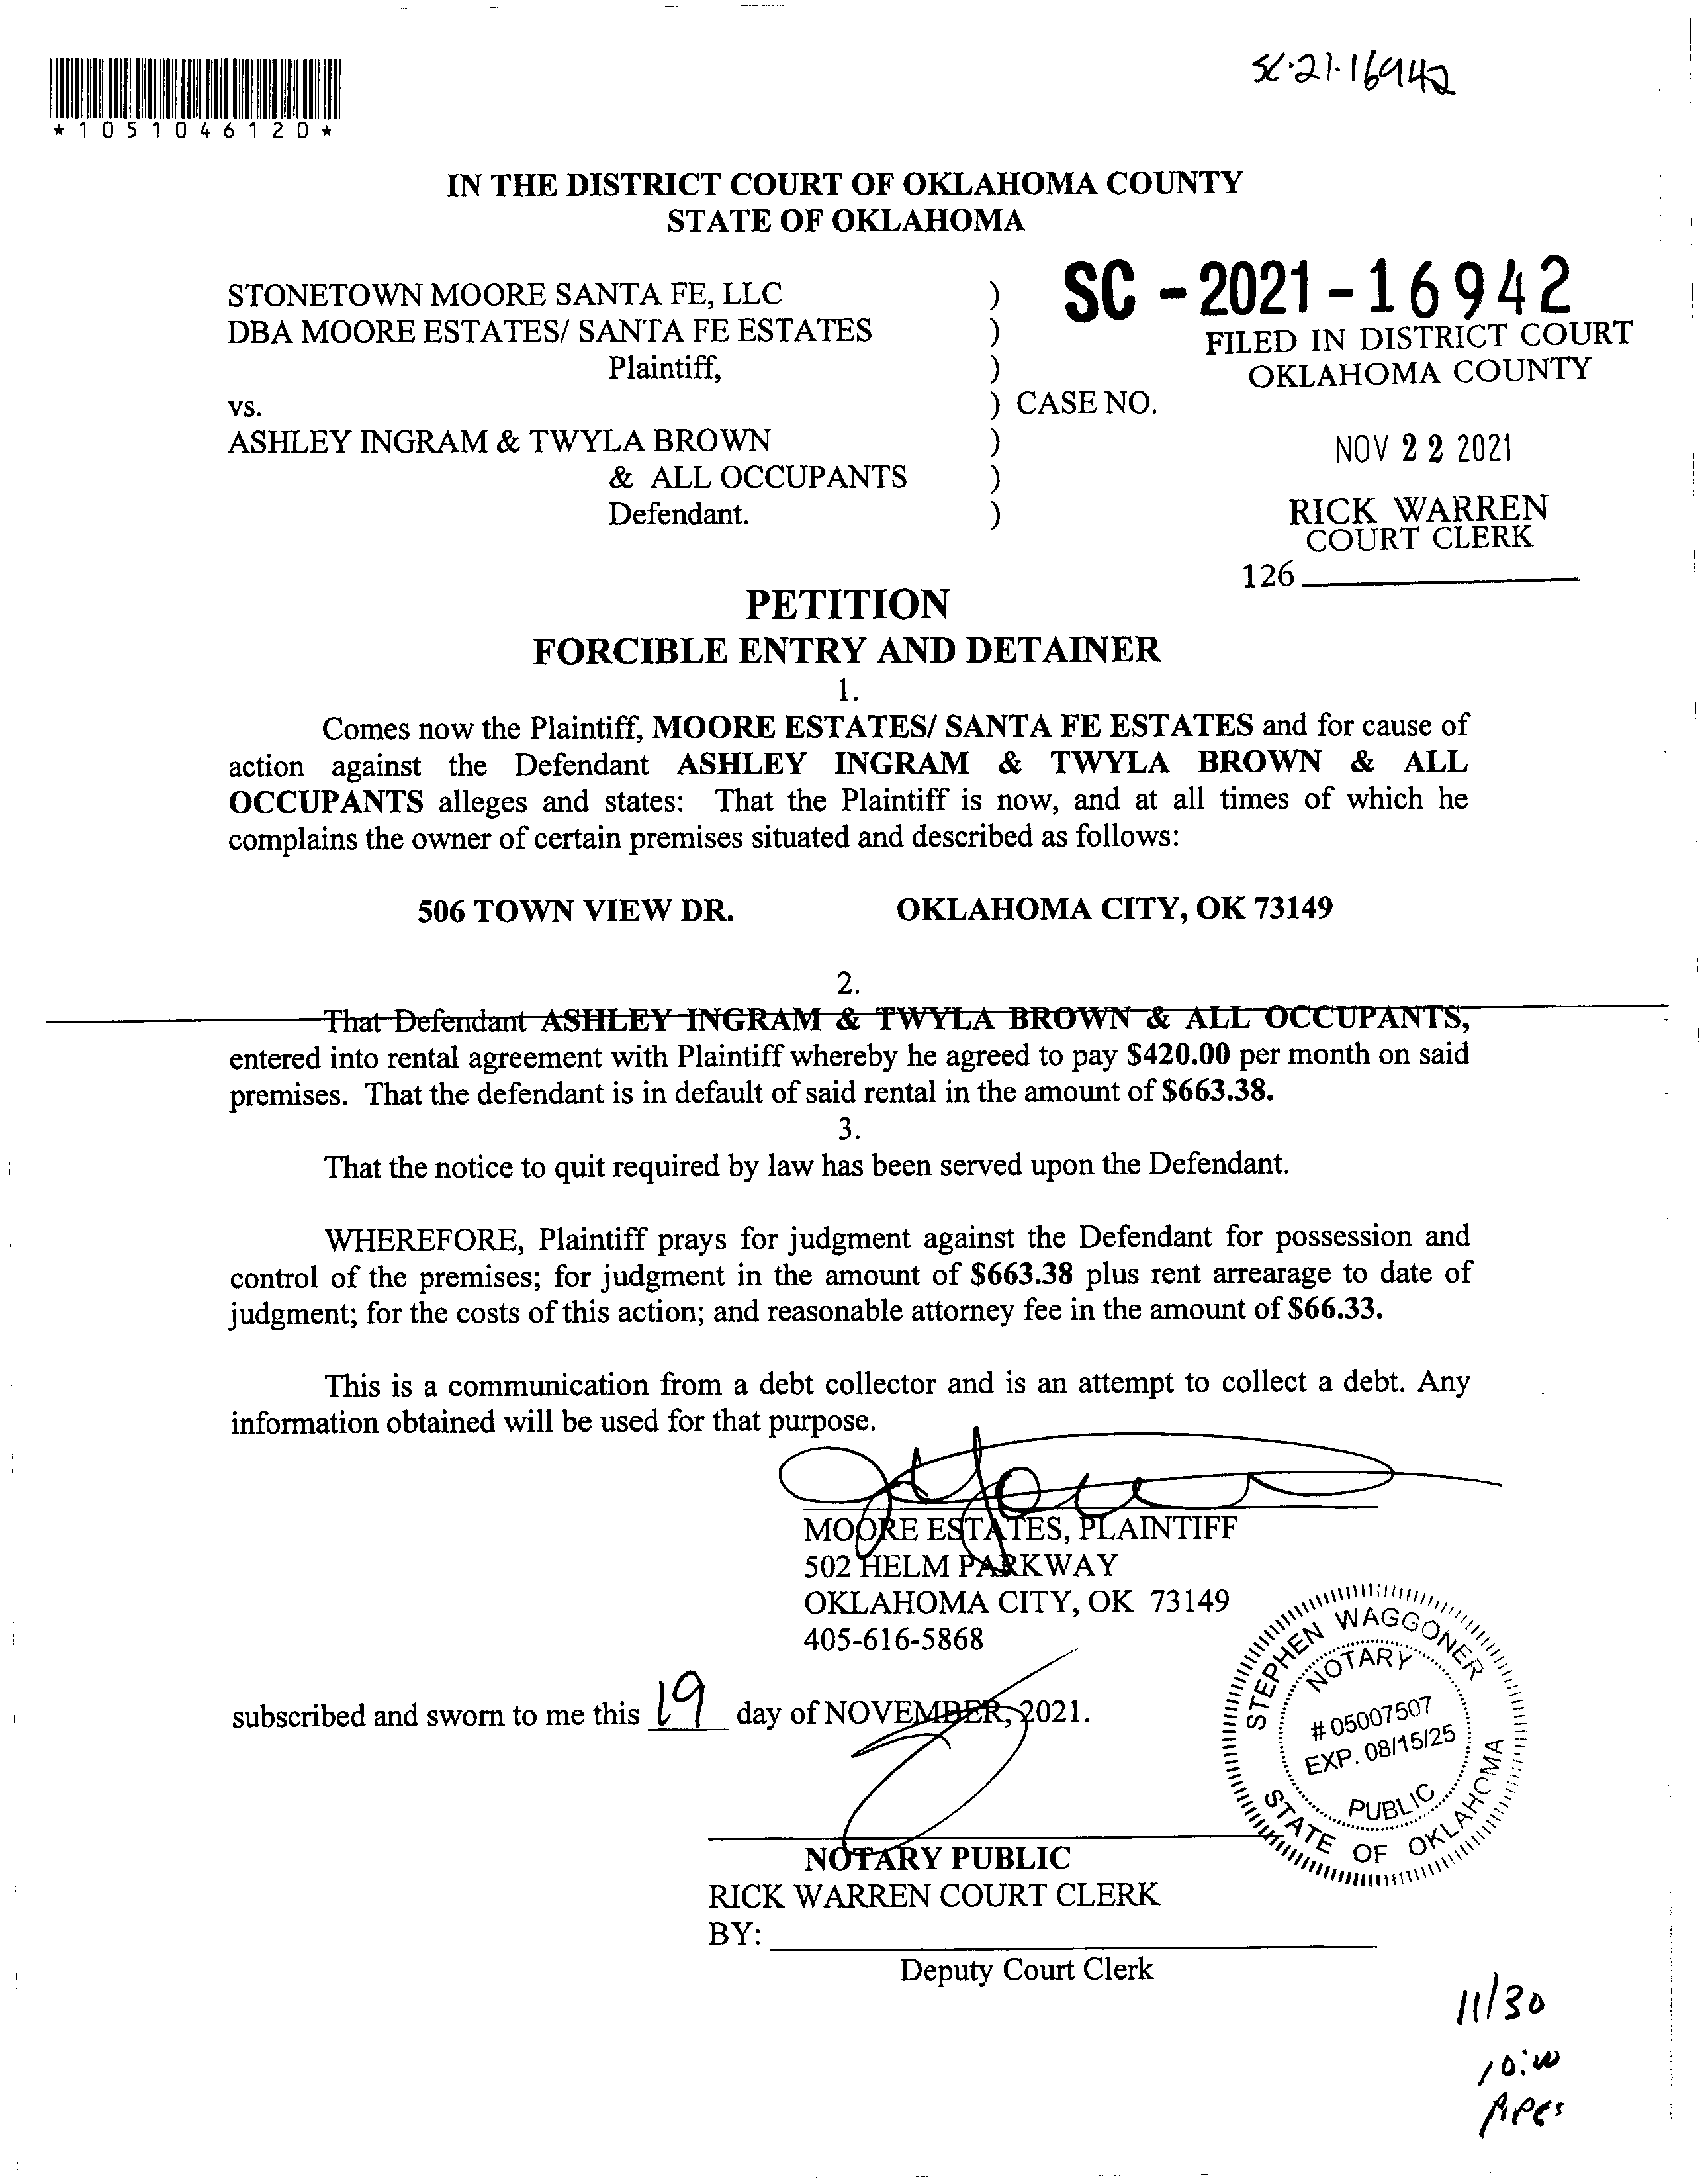 SC-21-16942
*1051046120*
IN THE DISTRICT COURT OF OKLAHOMA COUNTY
STATE OF OKLAHOMA
STONETOWN MOORE SANTA FE, LLC )
DBA MOORE ESTATES/ SANTA FE ESTATES )
Plaintiff, )
vs. ) CASE NO.
ASHLEY INGRAM & TWYLA BROWN )
& ALL OCCUPANTS )
Defendant. )
SC - 2021 - 16942
FILED IN DISTRICT COURT
OKLAHOMA COUNTY
NOV 22 2021
RICK WARREN
COURT CLERK
126
PETITION
FORCIBLE ENTRY AND DETAINER
1.
Comes now the Plaintiff, MOORE ESTATES/ SANTA FE ESTATES and for cause of
action against the Defendant ASHLEY INGRAM & TWYLA BROWN & ALL
OCCUPANTS alleges and states: That the Plaintiff is now, and at all times of which he
complains the owner of certain premises situated and described as follows:
506 TOWN VIEW DR. OKLAHOMA CITY, OK 73149
2.
That Defendant ASHLEY INGRAM & TWYLA BROWN & ALL OCCUPANTS,
entered into rental agreement with Plaintiff whereby he agreed to pay $420.00 per month on said
premises. That the defendant is in default of said rental in the amount of $663.38.
3.
That the notice to quit required by law has been served upon the Defendant.
WHEREFORE, Plaintiff prays for judgment against the Defendant for possession and
control of the premises; for judgment in the amount of $663.38 plus rent arrearage to date of
judgment; for the costs of this action; and reasonable attorney fee in the amount of $66.33.
This is a communication from a debt collector and is an attempt to collect a debt. Any
information obtained will be used for that purpose.
MOORE ESTATES, PLAINTIFF
502 HELM PARKWAY
OKLAHOMA CITY, OK 73149
405-616-5868
subscribed and sworn to me this 19 day of NOVEMBER, 2021.
STEPHEN WAGGONER
NOTARY
# 05007507
EXP. 08/15/25
PUBLIC
STATE OF OKLAHOMA
NOTARY PUBLIC
RICK WARREN COURT CLERK
BY:
Deputy Court Clerk
11/30